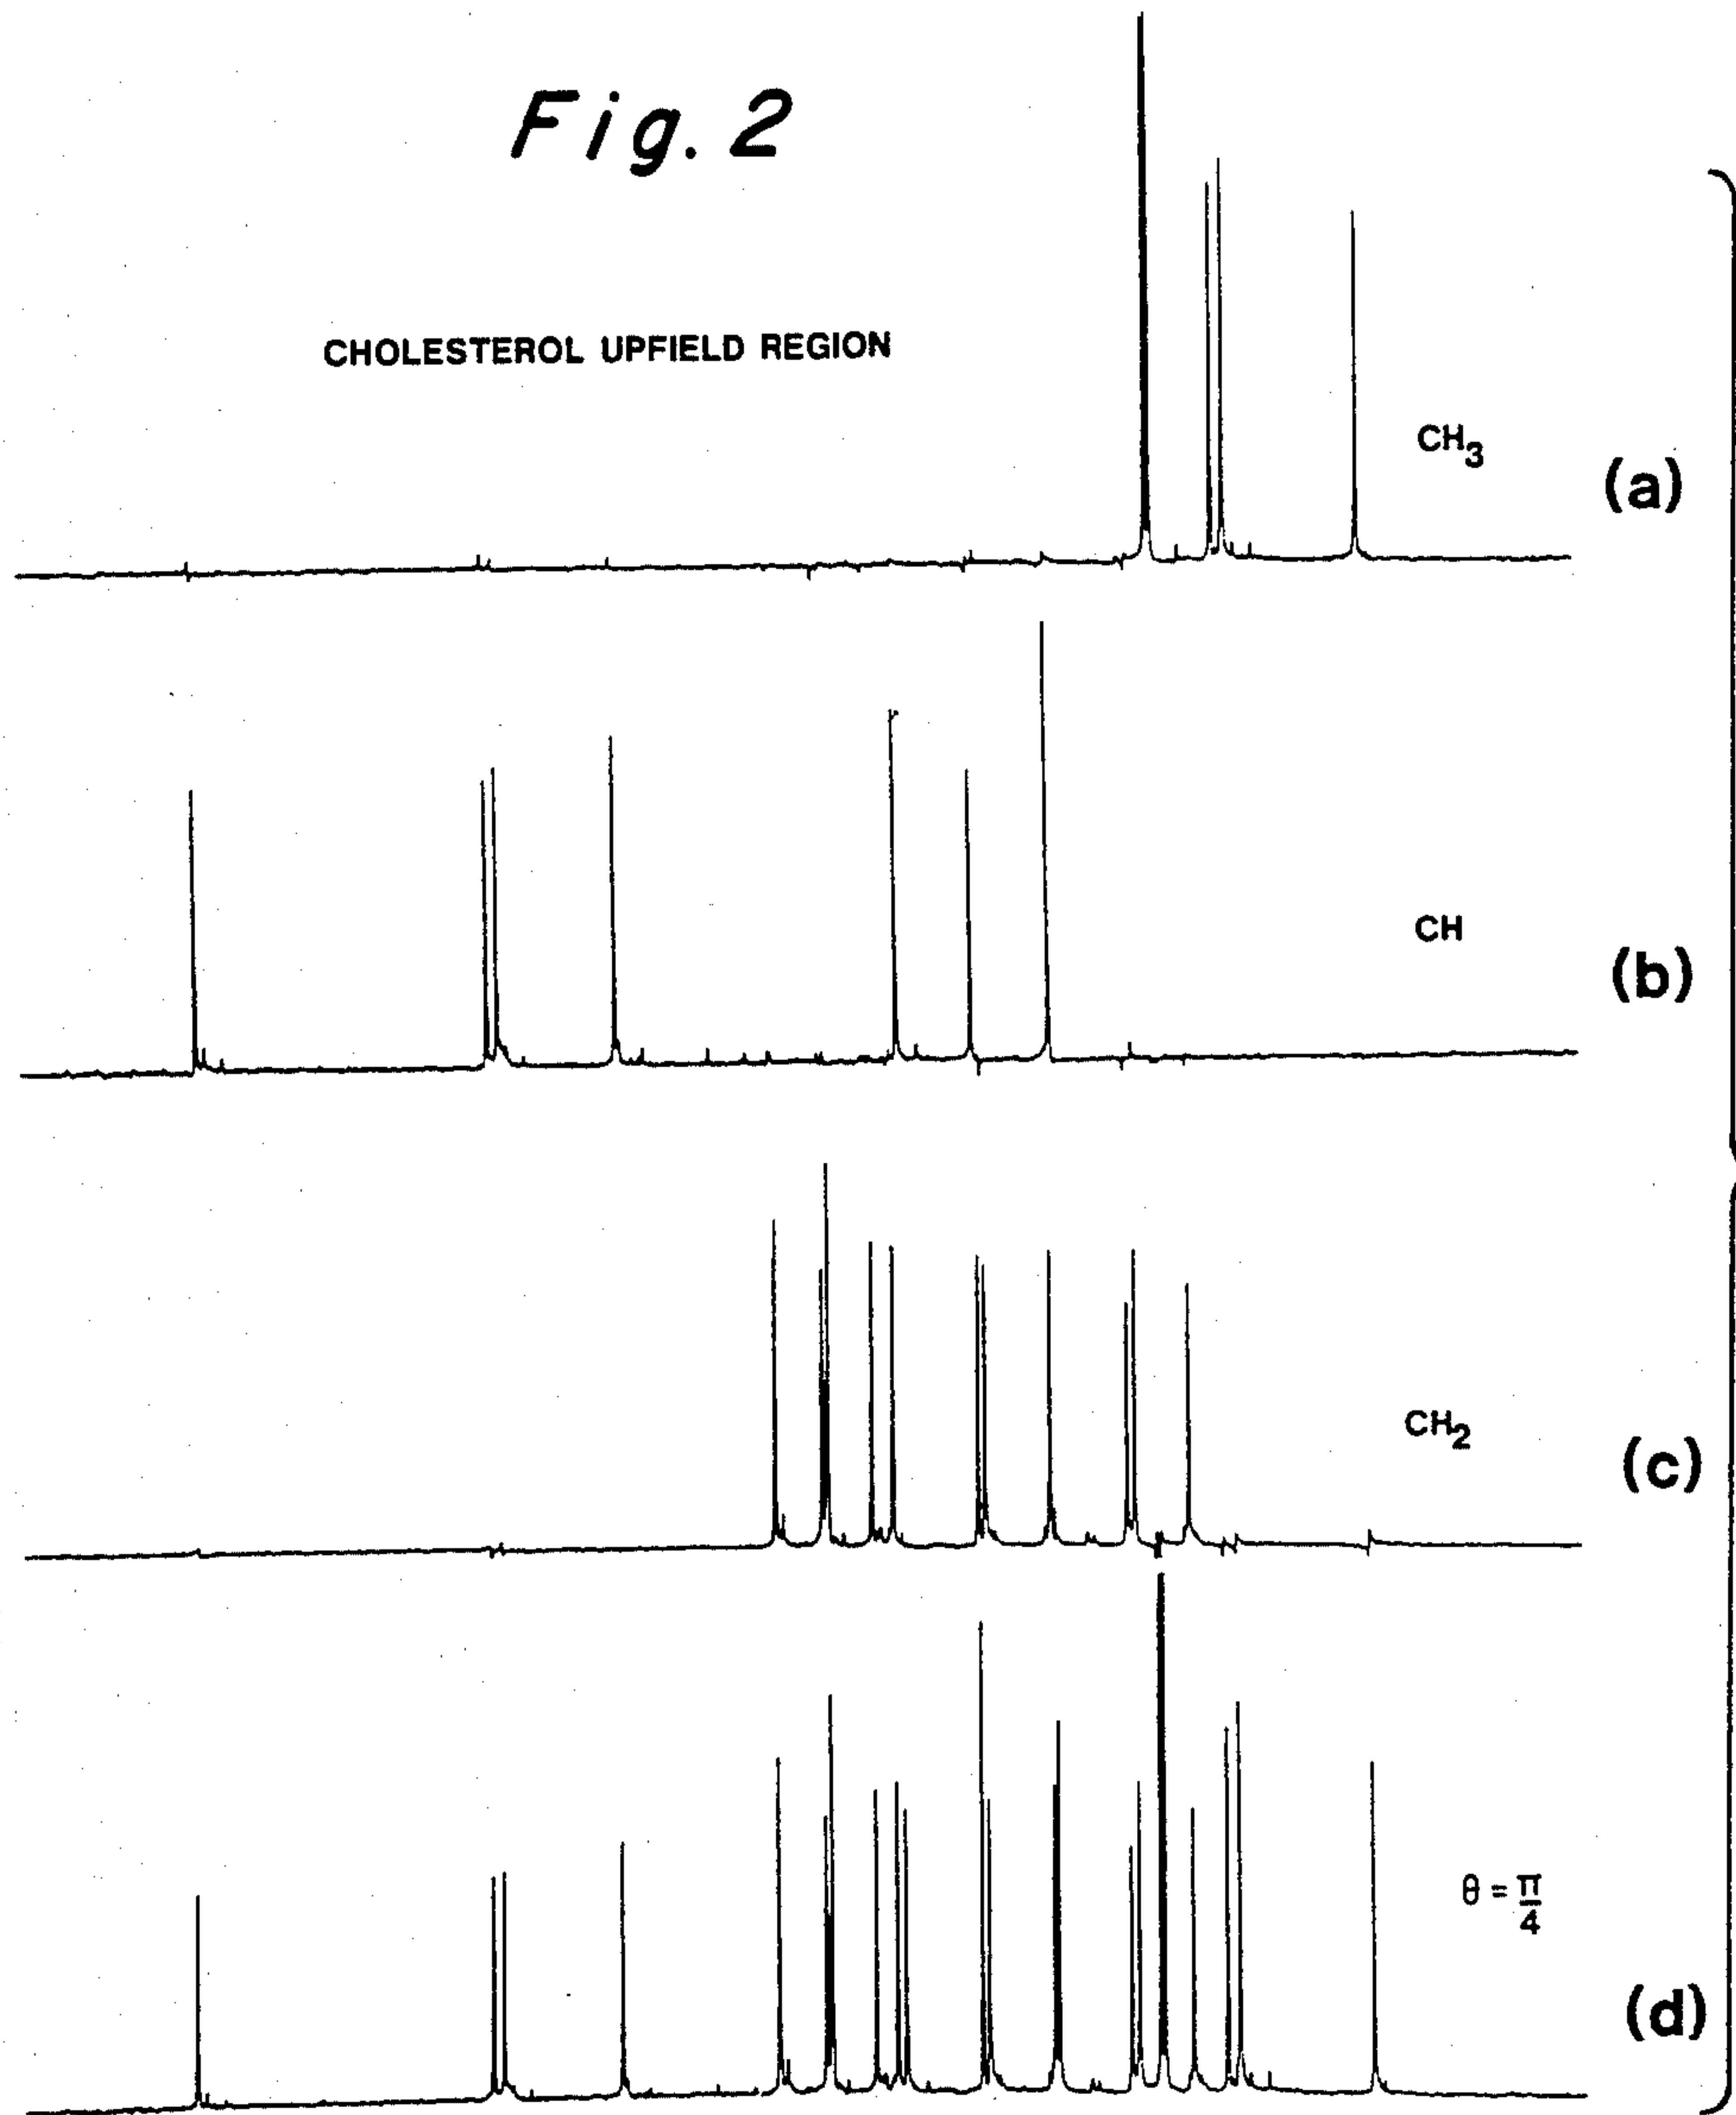 Fig. 2
CHOLESTEROL UPFIELD REGION
CH₃
(a)
CH
(b)
CH₂
(c)
θ = π/4
(d)